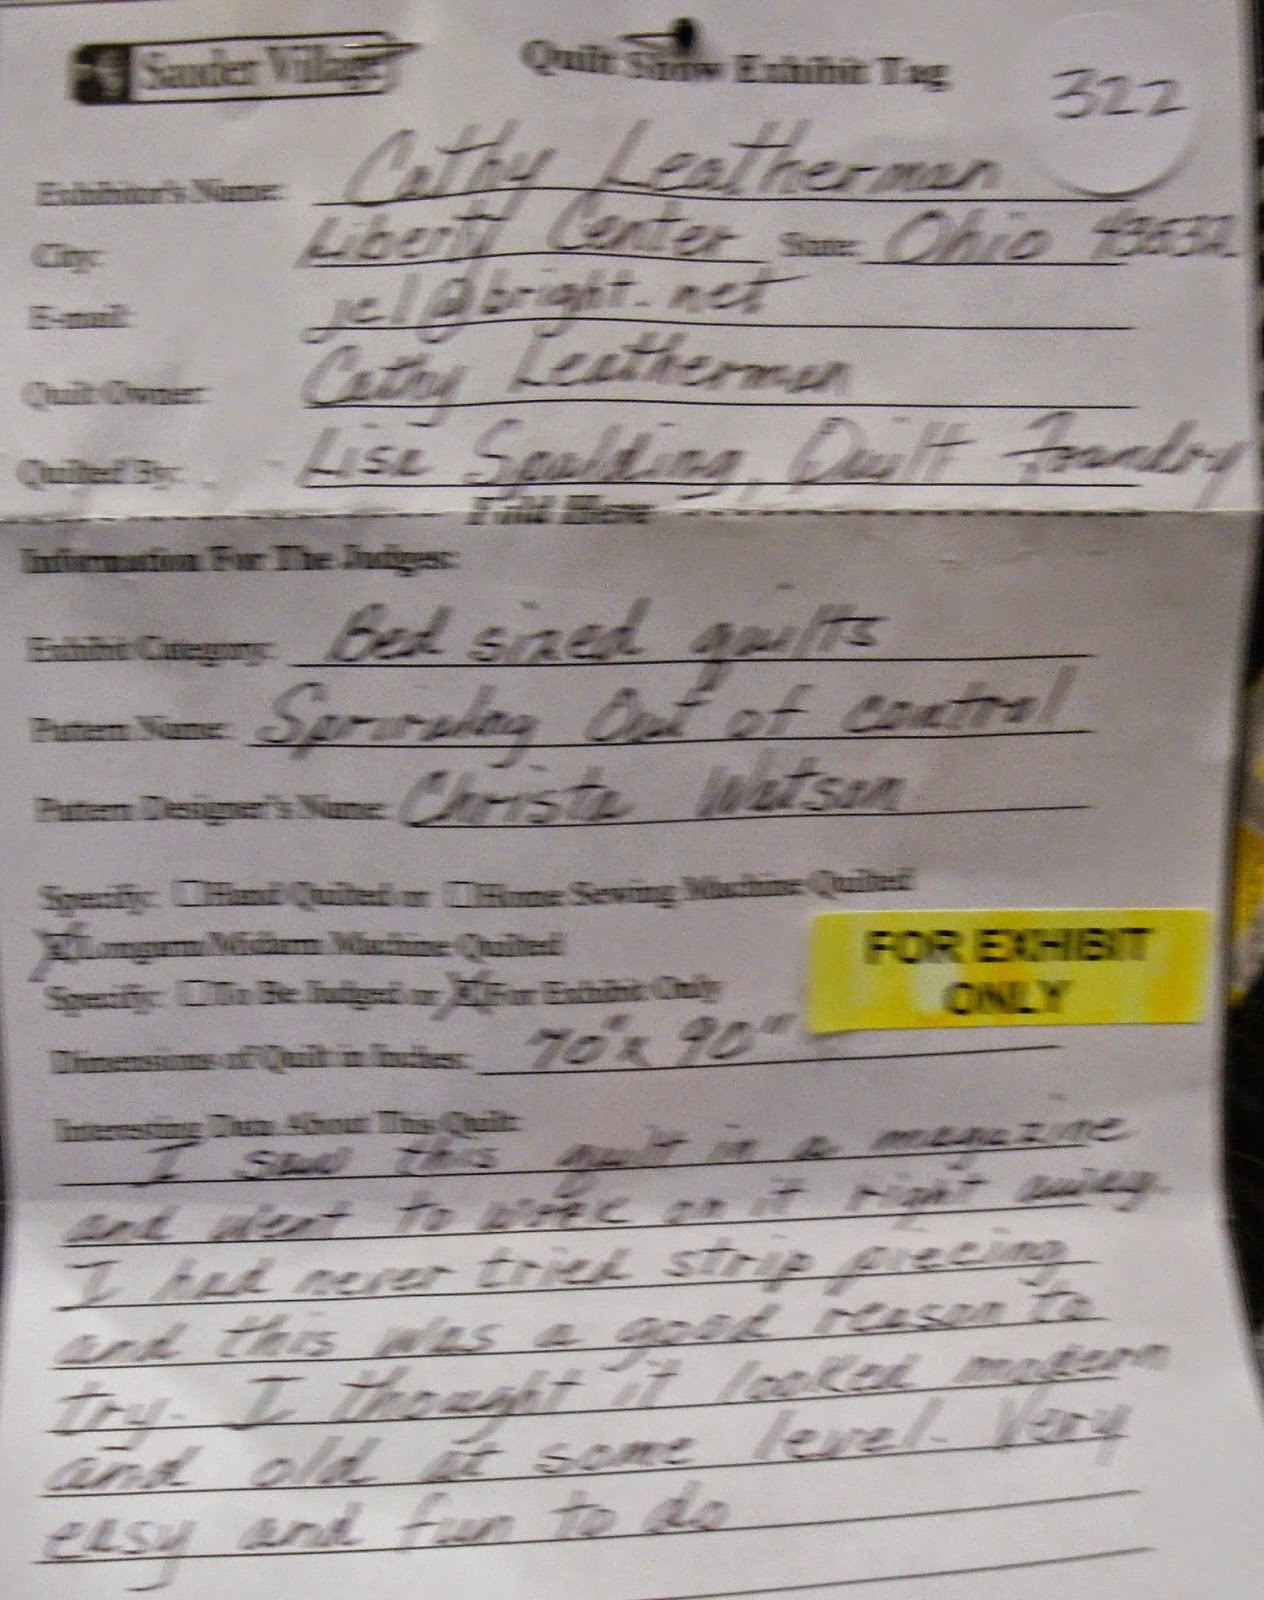 Sauder Village Quilt Show Exhibit Tag 322
Exhibitor's Name: Cathy Leatherman
City: Liberty Center State: Ohio 43532
E-mail: jcl@bright.net
Quilt Owner: Cathy Leatherman
Quilted By: Lisa Spalding, Quilt Foundry
Fold Here
Information For The Judges:
Exhibit Category: Bed sized quilts
Pattern Name: Out of control
Pattern Designer's Name: Christa Watson
Specify: ☐Hand Quilted or ☐Home Sewing Machine Quilted
☒Longarm/Midarm Machine Quilted
Specify: ☐To Be Judged or ☒For Exhibit Only
FOR EXHIBIT
ONLY
Dimensions of Quilt in Inches: 70" x 90"
Interesting Data About This Quilt:
I saw this quilt in a magazine
and went to work on it right away.
I had never tried strip piecing
and this was a good reason to
try. I thought it looked modern
and old at some level. Very
easy and fun to do